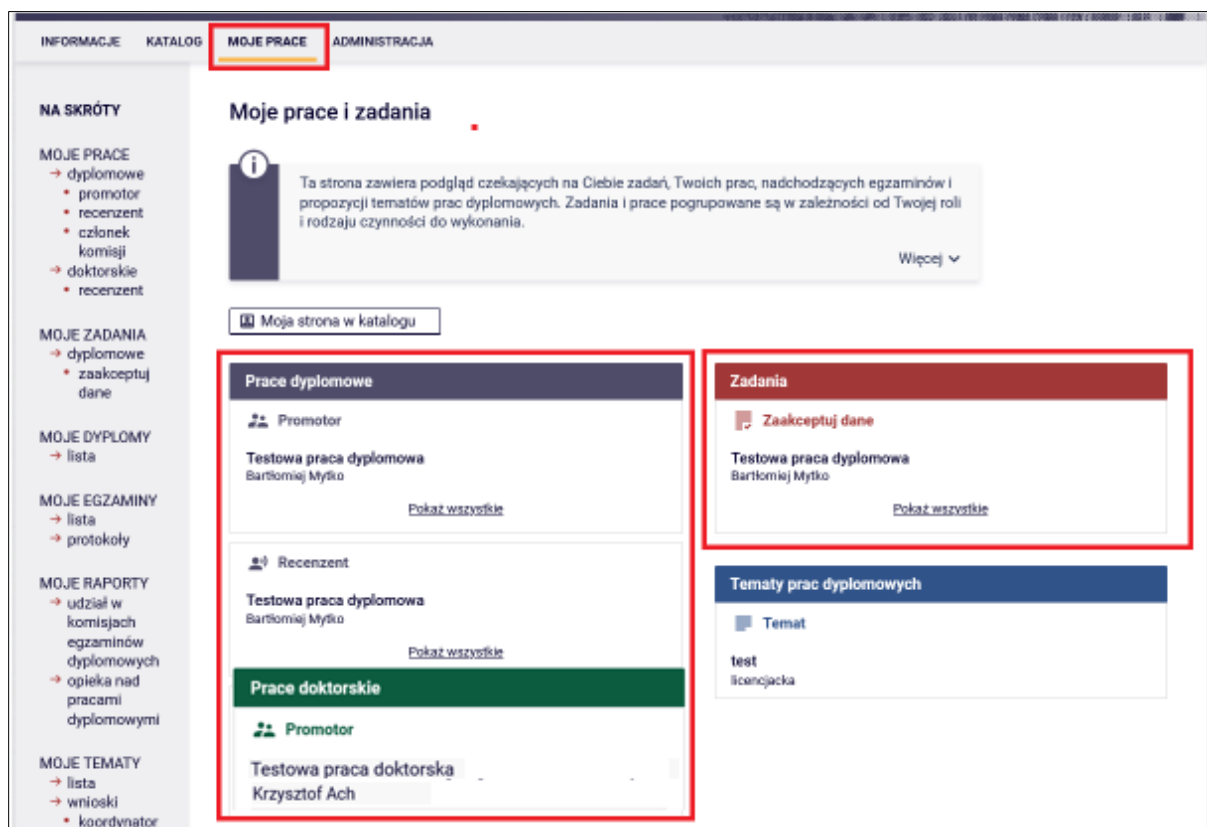 INFORMACJE KATALOG MOJE PRACE ADMINISTRACJA
NA SKRÓTY
MOJE PRACE
→ dyplomowe
• promotor
• recenzent
• członek
komisji
→ doktorskie
• recenzent
MOJE ZADANIA
→ dyplomowe
• zaakceptuj
dane
MOJE DYPLOMY
→ lista
MOJE EGZAMINY
→ lista
→ protokoły
MOJE RAPORTY
→ udział w
komisjach
egzaminów
dyplomowych
→ opieka nad
pracami
dyplomowymi
MOJE TEMATY
→ lista
→ wnioski
• koordynator
Moje prace i zadania
Ta strona zawiera podgląd czekających na Ciebie zadań, Twoich prac, nadchodzących egzaminów i
propozycji tematów prac dyplomowych. Zadania i prace pogrupowane są w zależności od Twojej roli
i rodzaju czynności do wykonania.
Więcej
Moja strona w katalogu
Prace dyplomowe
Promotor
Testowa praca dyplomowa
Bartłomiej Mytko
Pokaż wszystkie
Recenzent
Testowa praca dyplomowa
Bartłomiej Mytko
Pokaż wszystkie
Prace doktorskie
Promotor
Testowa praca doktorska
Krzysztof Ach
Zadania
Zaakceptuj dane
Testowa praca dyplomowa
Bartłomiej Mytko
Pokaż wszystkie
Tematy prac dyplomowych
Temat
test
licencjacka